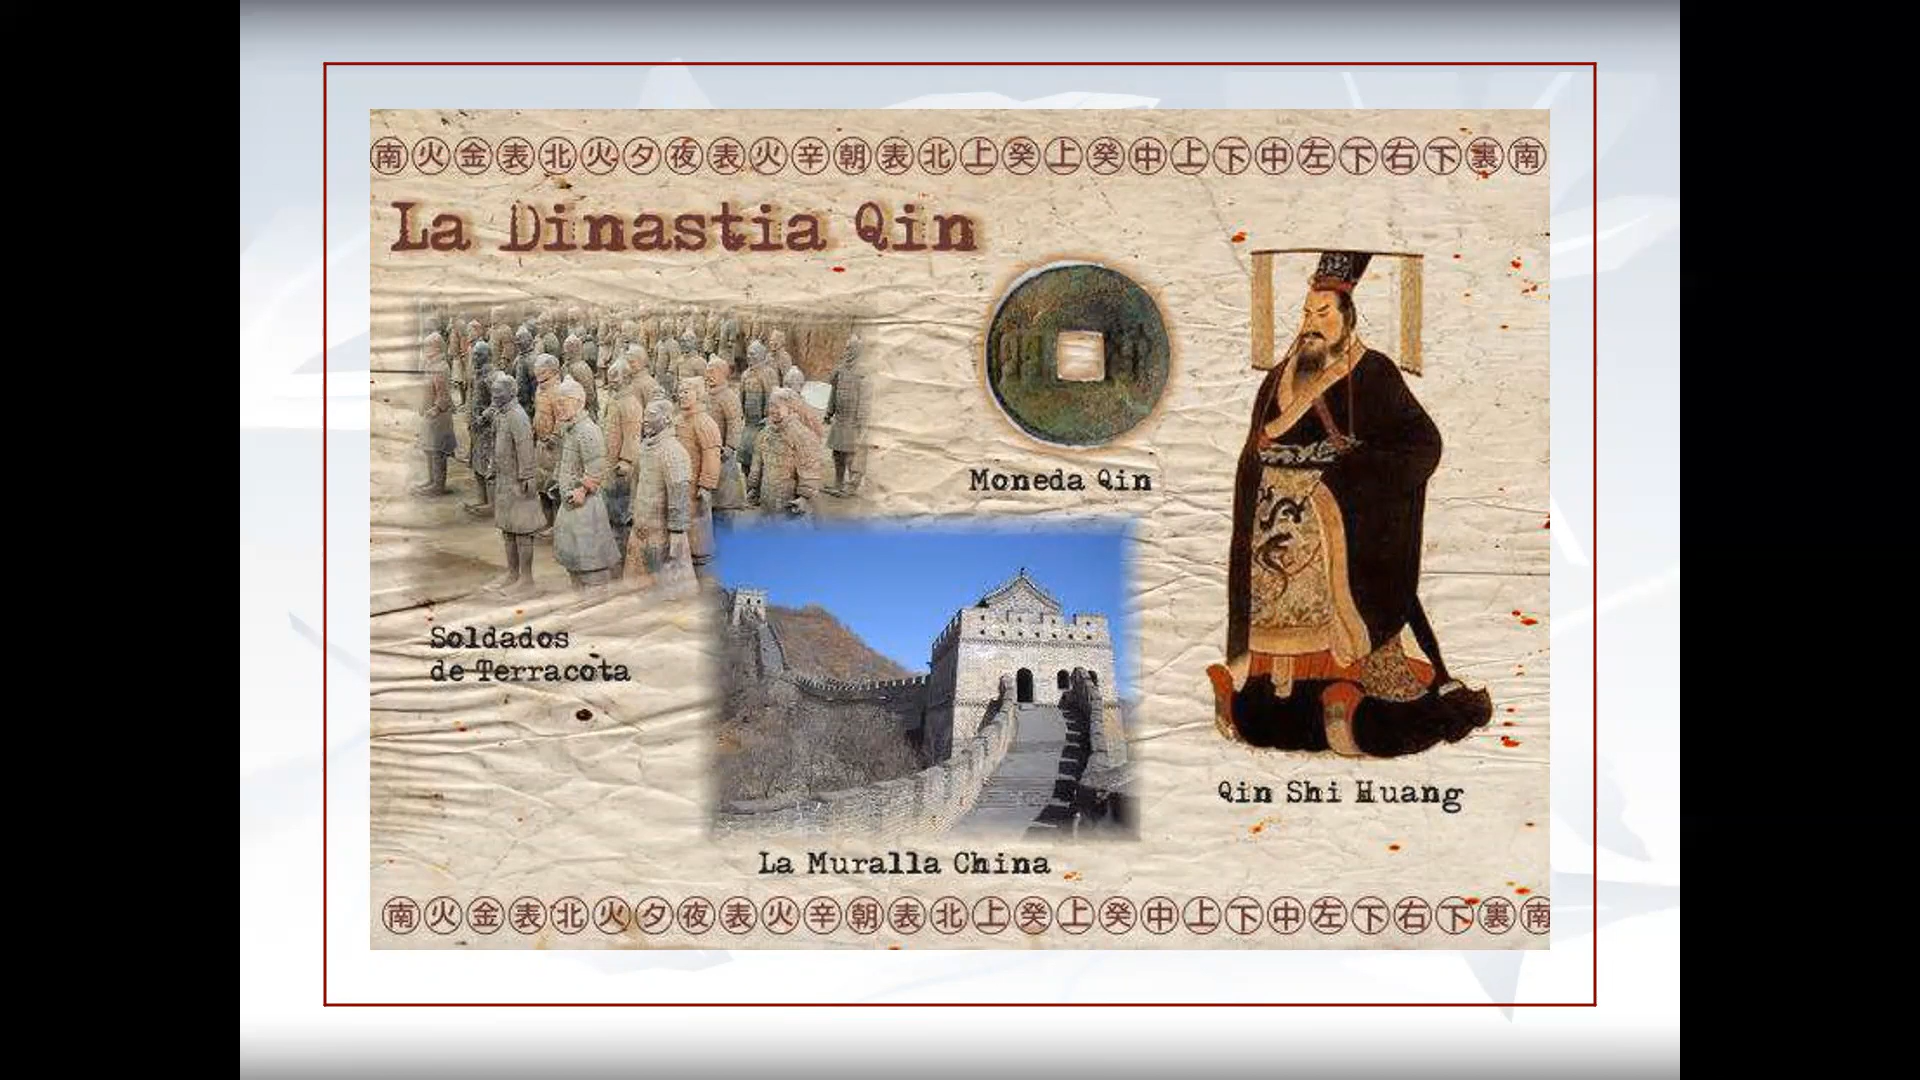 南火金表北火夕夜表火辛朝表北上癸上癸中上下中左下右下裏南
La Dinastia Qin
Moneda Qin
Soldados
de Terracota
Qin Shi Huang
La Muralla China
南火金表北火夕夜表火辛朝表北上癸上癸中上下中左下右下裏南